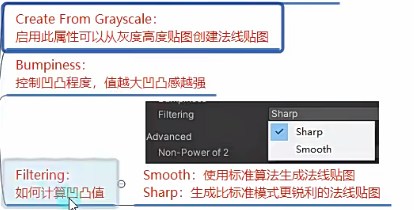 Create From Grayscale：
启用此属性可以从灰度高度贴图创建法线贴图
Bumpiness：
控制凹凸程度，值越大凹凸感越强
Filtering
Sharp
Sharp
Smooth
Advanced
Non-Power of 2
Filtering：
如何计算凹凸值
Smooth：使用标准算法生成法线贴图
Sharp：生成比标准模式更锐利的法线贴图